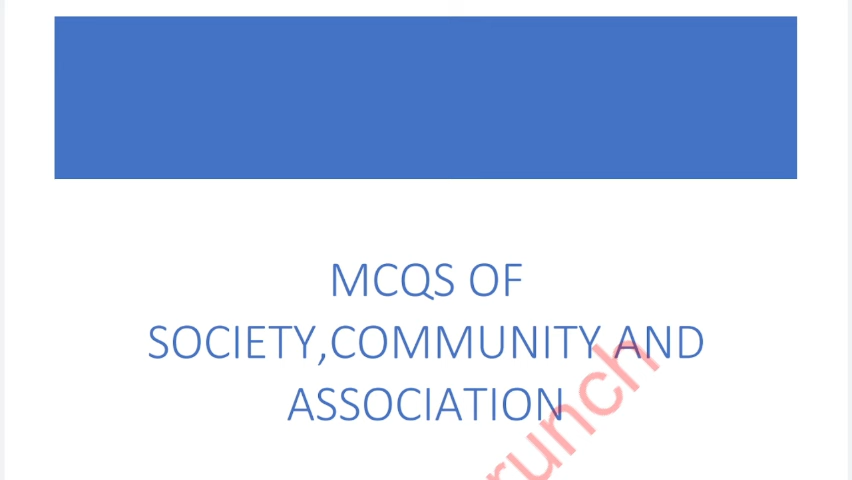 MCQS OF
SOCIETY,COMMUNITY AND
ASSOCIATION